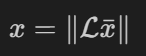 x = ‖ℒx̄‖